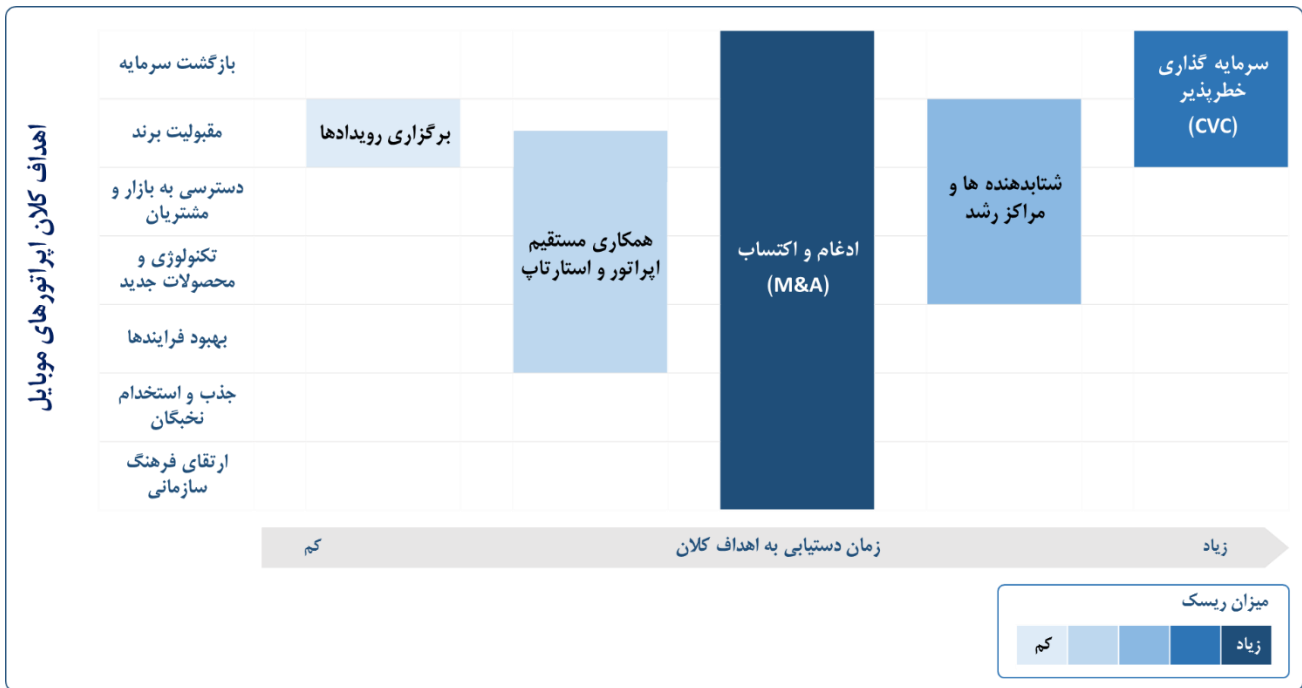 اهداف کلان اپراتورهای موبایل
بازگشت سرمایه
مقبولیت برند
دسترسی به بازار و
مشتریان
تکنولوژی و
محصولات جدید
بهبود فرایندها
جذب و استخدام
نخبگان
ارتقای فرهنگ
سازمانی
برگزاری رویدادها
همکاری مستقیم
اپراتور و استارتاپ
ادغام و اکتساب
(M&A)
شتابدهنده ها و
مراکز رشد
سرمایه گذاری
خطرپذیر
(CVC)
کم
زمان دستیابی به اهداف کلان
زیاد
میزان ریسک
کم
زیاد